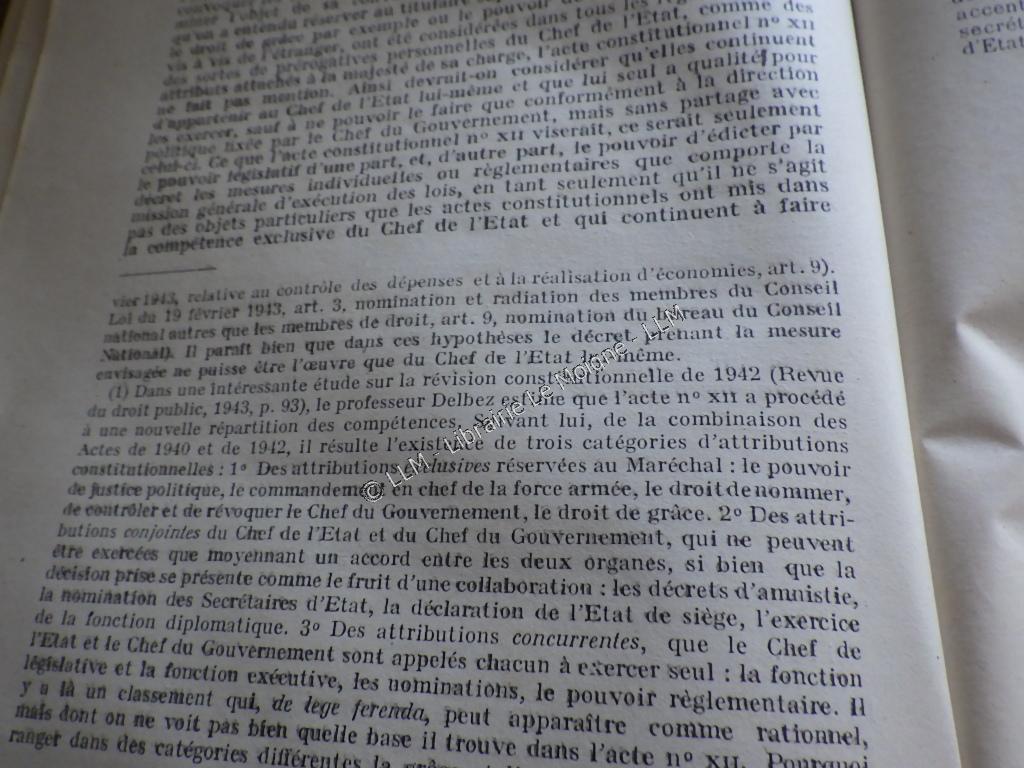 miner l'objet de sa
qu'on a entendu réserver au titulaire
le droit de grâce par exemple ou le pouvoir de
vis à vis de l'étranger, ont été considérées dans tous les
des sortes de prérogatives personnelles du Chef de l'Etat, comme des
attributs attachés à la majesté de sa charge, l'acte constitutionnel n° XII
ne fait pas mention. Ainsi devrait-on considérer qu'elles continuent
d'appartenir au Chef de l'Etat lui-même et que lui seul a qualité pour
les exercer, sauf à ne pouvoir le faire que conformément à la direction
politique fixée par le Chef du Gouvernement, mais sans partage avec
celui-ci. Ce que l'acte constitutionnel n° XII viserait, ce serait seulement
le pouvoir législatif d'une part, et, d'autre part, le pouvoir d'édicter par
décret les mesures individuelles ou règlementaires que comporte la
mission générale d'exécution des lois, en tant seulement qu'il ne s'agit
pas des objets particuliers que les actes constitutionnels ont mis dans
la compétence exclusive du Chef de l'Etat et qui continuent à faire
vier 1943, relative au contrôle des dépenses et à la réalisation d'économies, art. 9).
Loi du 19 février 1943, art. 3, nomination et radiation des membres du Conseil
national autres que les membres de droit, art. 9, nomination du bureau du Conseil
National). Il paraît bien que dans ces hypothèses le décret prenant la mesure
envisagée ne puisse être l'œuvre que du Chef de l'Etat lui-même.
(1) Dans une intéressante étude sur la révision constitutionnelle de 1942 (Revue
du droit public, 1943, p. 93), le professeur Delbez estime que l'acte n° XII a procédé
à une nouvelle répartition des compétences. Suivant lui, de la combinaison des
Actes de 1940 et de 1942, il résulte l'existence de trois catégories d'attributions
constitutionnelles : 1° Des attributions exclusives réservées au Maréchal : le pouvoir
de justice politique, le commandement en chef de la force armée, le droit de nommer,
de contrôler et de révoquer le Chef du Gouvernement, le droit de grâce. 2° Des attri-
butions conjointes du Chef de l'Etat et du Chef du Gouvernement, qui ne peuvent
être exercées que moyennant un accord entre les deux organes, si bien que la
décision prise se présente comme le fruit d'une collaboration : les décrets d'amnistie,
la nomination des Secrétaires d'Etat, la déclaration de l'Etat de siège, l'exercice
de la fonction diplomatique. 3° Des attributions concurrentes, que le Chef de
l'Etat et le Chef du Gouvernement sont appelés chacun à exercer seul : la fonction
législative et la fonction exécutive, les nominations, le pouvoir règlementaire. Il
y a là un classement qui, de lege ferenda, peut apparaître comme rationnel,
mais dont on ne voit pas bien quelle base il trouve dans l'acte n° XII. Pourquoi
ranger dans des catégories différentes la
accent
secrét
d'Etat
© LLM - Librairie Le Moigne - LLM